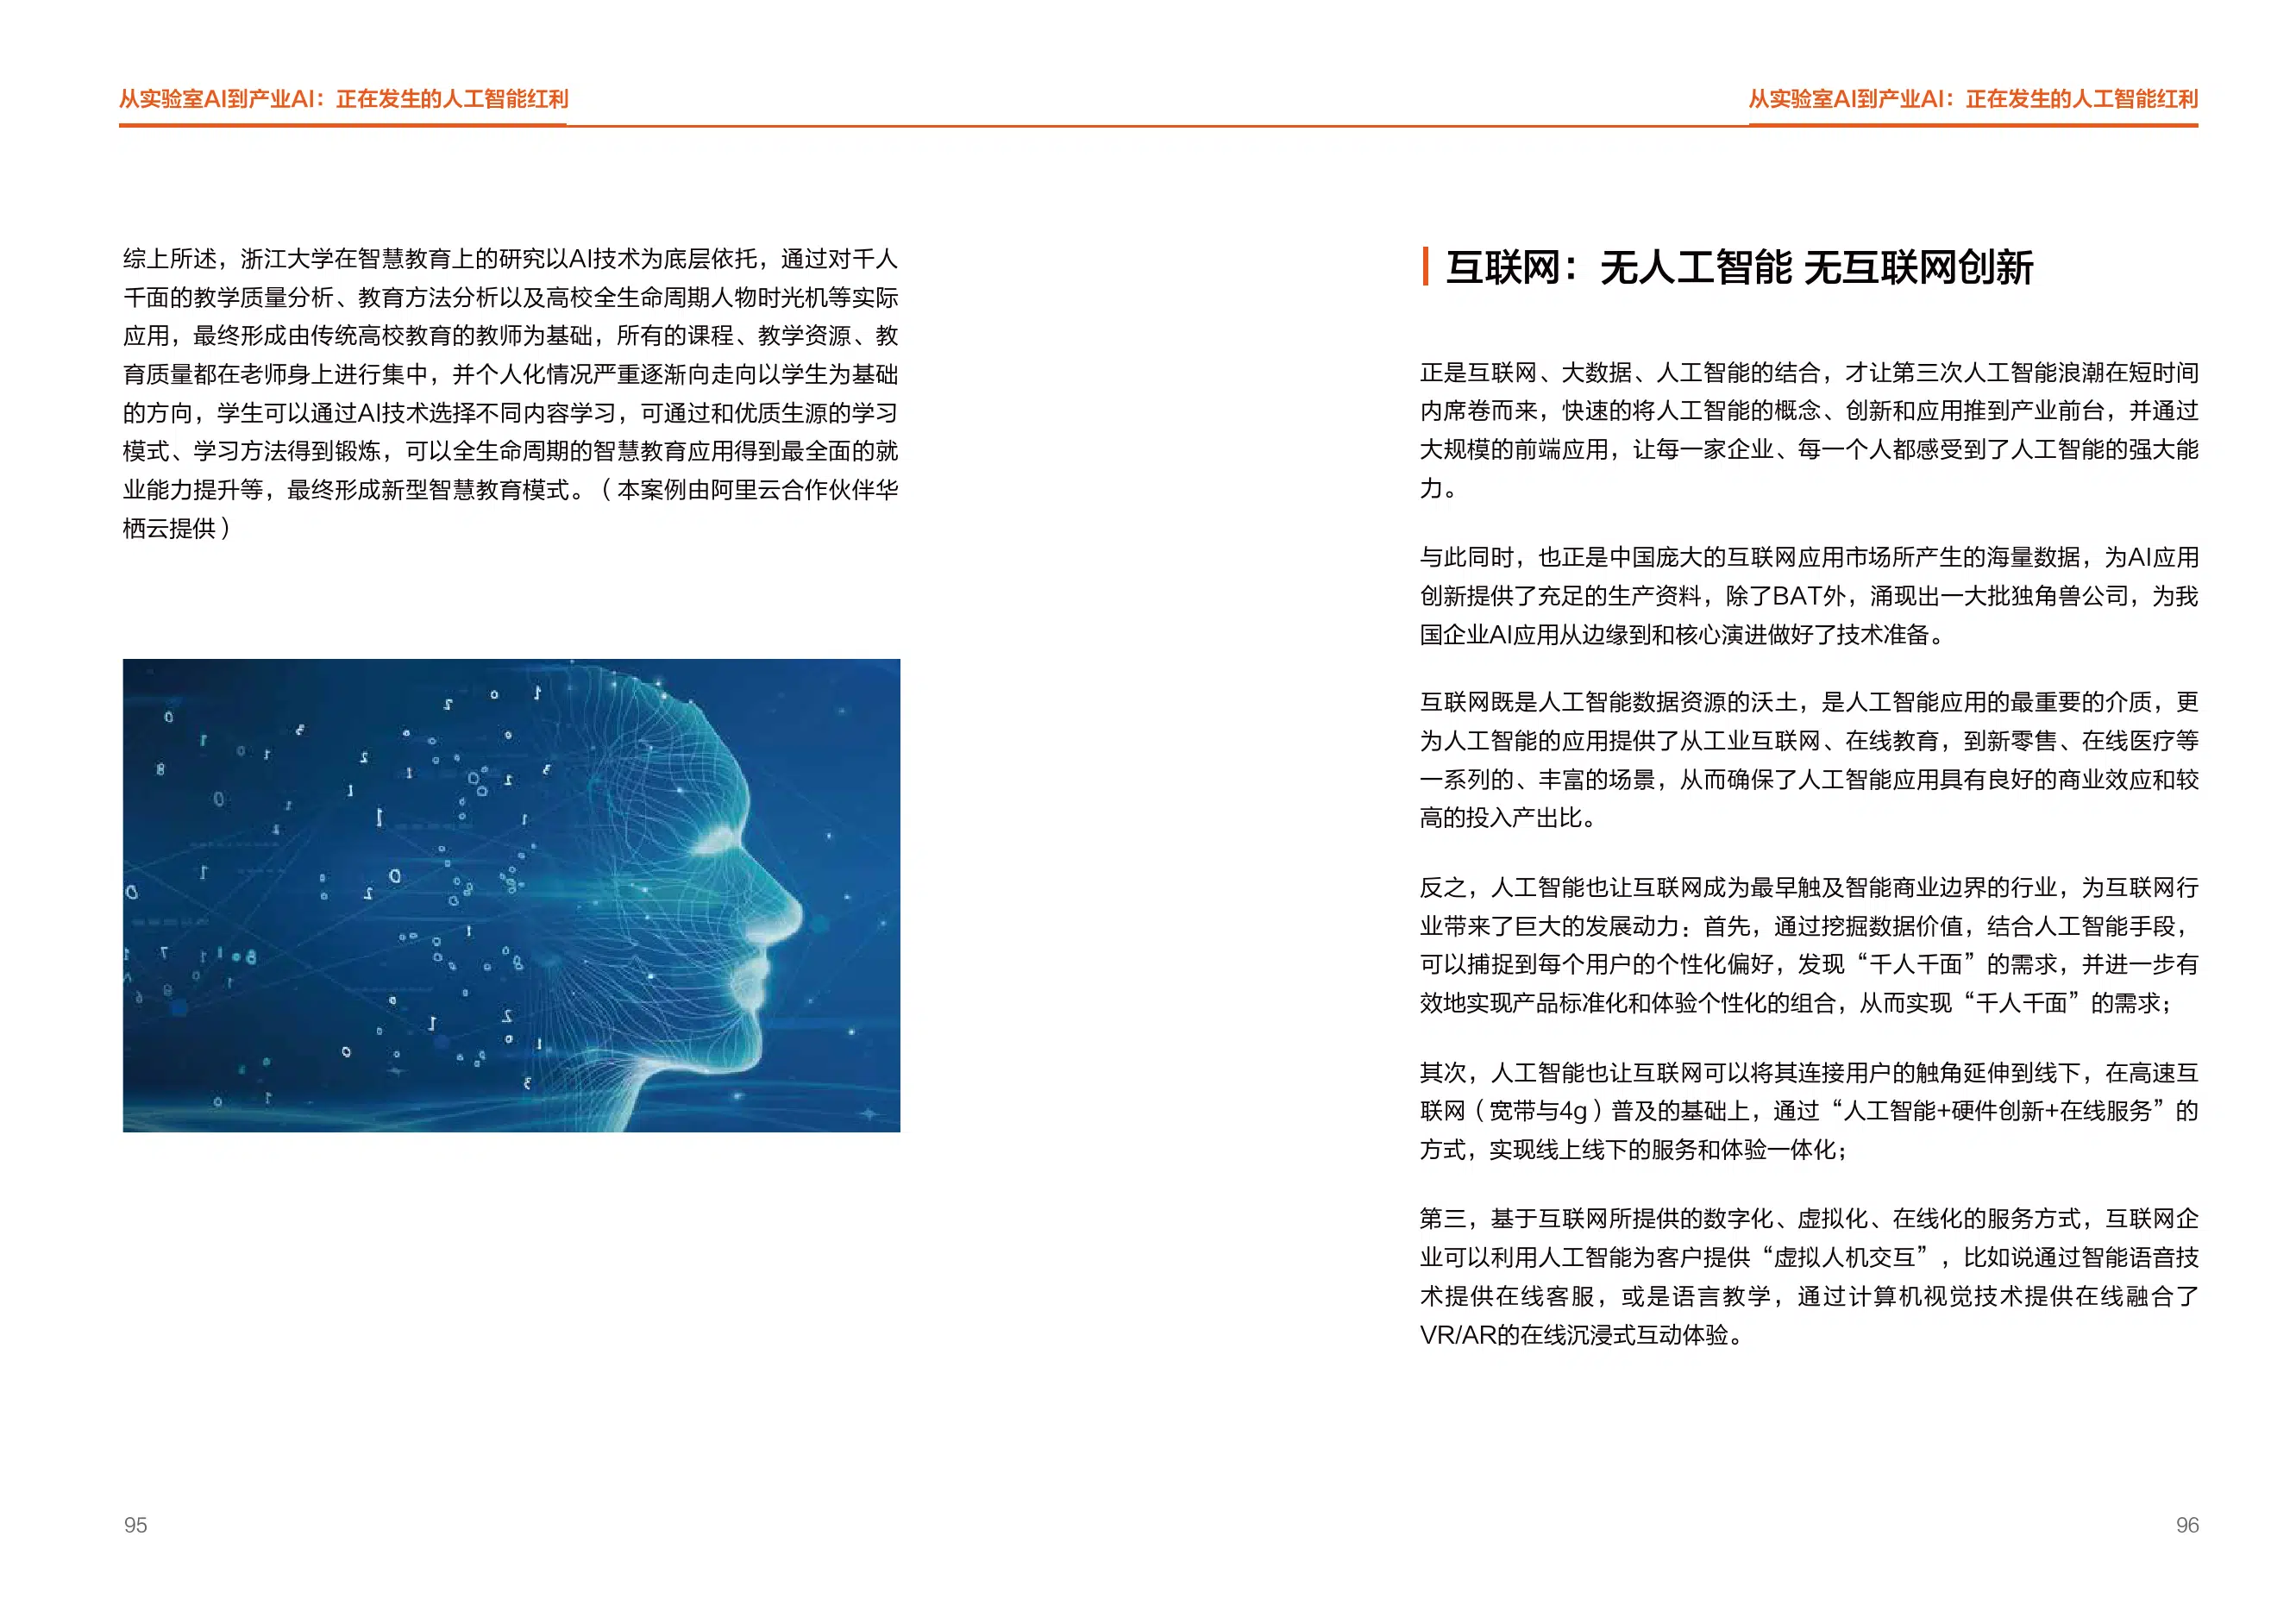 从实验室AI到产业AI：正在发生的人工智能红利
综上所述，浙江大学在智慧教育上的研究以AI技术为底层依托，通过对千人
千面的教学质量分析、教育方法分析以及高校全生命周期人物时光机等实际
应用，最终形成由传统高校教育的教师为基础，所有的课程、教学资源、教
育质量都在老师身上进行集中，并个人化情况严重逐渐向走向以学生为基础
的方向，学生可以通过AI技术选择不同内容学习，可通过和优质生源的学习
模式、学习方法得到锻炼，可以全生命周期的智慧教育应用得到最全面的就
业能力提升等，最终形成新型智慧教育模式。（本案例由阿里云合作伙伴华
栖云提供）
95
从实验室AI到产业AI：正在发生的人工智能红利
互联网：无人工智能 无互联网创新
正是互联网、大数据、人工智能的结合，才让第三次人工智能浪潮在短时间
内席卷而来，快速的将人工智能的概念、创新和应用推到产业前台，并通过
大规模的前端应用，让每一家企业、每一个人都感受到了人工智能的强大能
力。
与此同时，也正是中国庞大的互联网应用市场所产生的海量数据，为AI应用
创新提供了充足的生产资料，除了BAT外，涌现出一大批独角兽公司，为我
国企业AI应用从边缘到和核心演进做好了技术准备。
互联网既是人工智能数据资源的沃土，是人工智能应用的最重要的介质，更
为人工智能的应用提供了从工业互联网、在线教育，到新零售、在线医疗等
一系列的、丰富的场景，从而确保了人工智能应用具有良好的商业效应和较
高的投入产出比。
反之，人工智能也让互联网成为最早触及智能商业边界的行业，为互联网行
业带来了巨大的发展动力：首先，通过挖掘数据价值，结合人工智能手段，
可以捕捉到每个用户的个性化偏好，发现“千人千面”的需求，并进一步有
效地实现产品标准化和体验个性化的组合，从而实现“千人千面”的需求；
其次，人工智能也让互联网可以将其连接用户的触角延伸到线下，在高速互
联网（宽带与4g）普及的基础上，通过“人工智能+硬件创新+在线服务”的
方式，实现线上线下的服务和体验一体化；
第三，基于互联网所提供的数字化、虚拟化、在线化的服务方式，互联网企
业可以利用人工智能为客户提供“虚拟人机交互”，比如说通过智能语音技
术提供在线客服，或是语言教学，通过计算机视觉技术提供在线融合了
VR/AR的在线沉浸式互动体验。
96